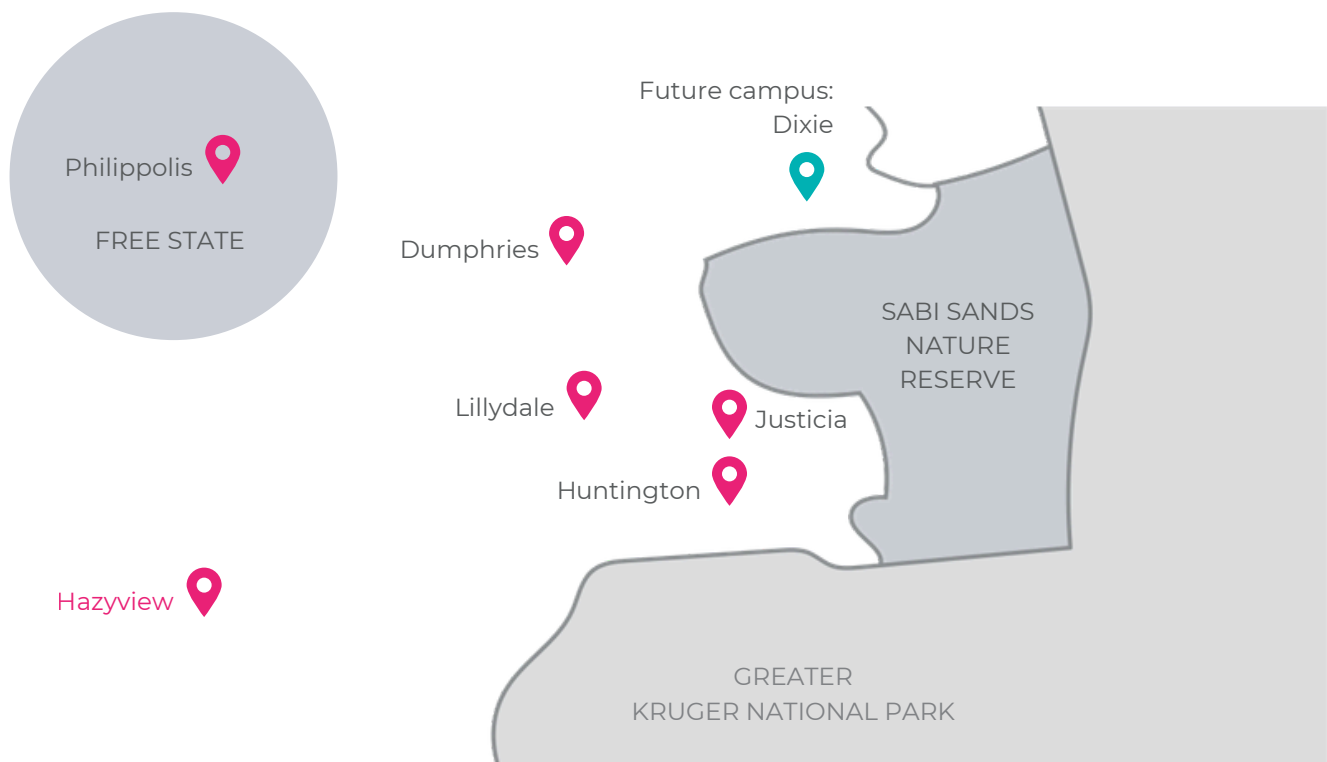 Future campus:
Dixie
Philippolis
FREE STATE
Dumphries
SABI SANDS
NATURE
RESERVE
Lillydale
Justicia
Huntington
Hazyview
GREATER
KRUGER NATIONAL PARK